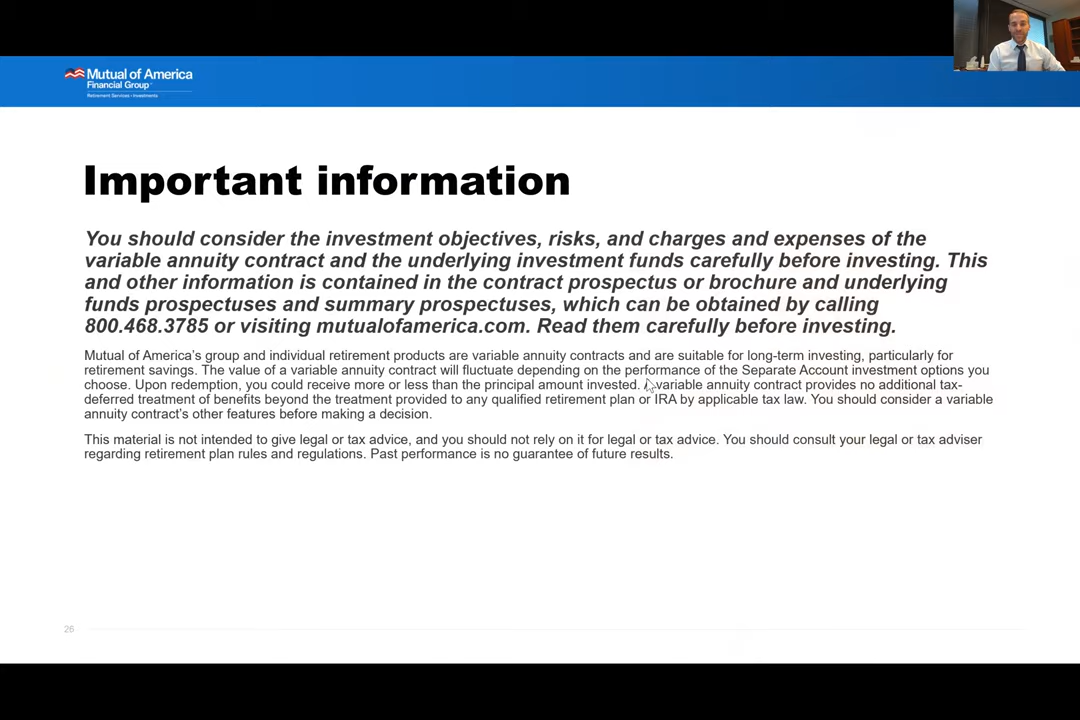 Mutual of America
Financial Group
Retirement Services • Investments
Important information
You should consider the investment objectives, risks, and charges and expenses of the
variable annuity contract and the underlying investment funds carefully before investing. This
and other information is contained in the contract prospectus or brochure and underlying
funds prospectuses and summary prospectuses, which can be obtained by calling
800.468.3785 or visiting mutualofamerica.com. Read them carefully before investing.
Mutual of America’s group and individual retirement products are variable annuity contracts and are suitable for long-term investing, particularly for
retirement savings. The value of a variable annuity contract will fluctuate depending on the performance of the Separate Account investment options you
choose. Upon redemption, you could receive more or less than the principal amount invested. A variable annuity contract provides no additional tax-
deferred treatment of benefits beyond the treatment provided to any qualified retirement plan or IRA by applicable tax law. You should consider a variable
annuity contract’s other features before making a decision.
This material is not intended to give legal or tax advice, and you should not rely on it for legal or tax advice. You should consult your legal or tax adviser
regarding retirement plan rules and regulations. Past performance is no guarantee of future results.
26